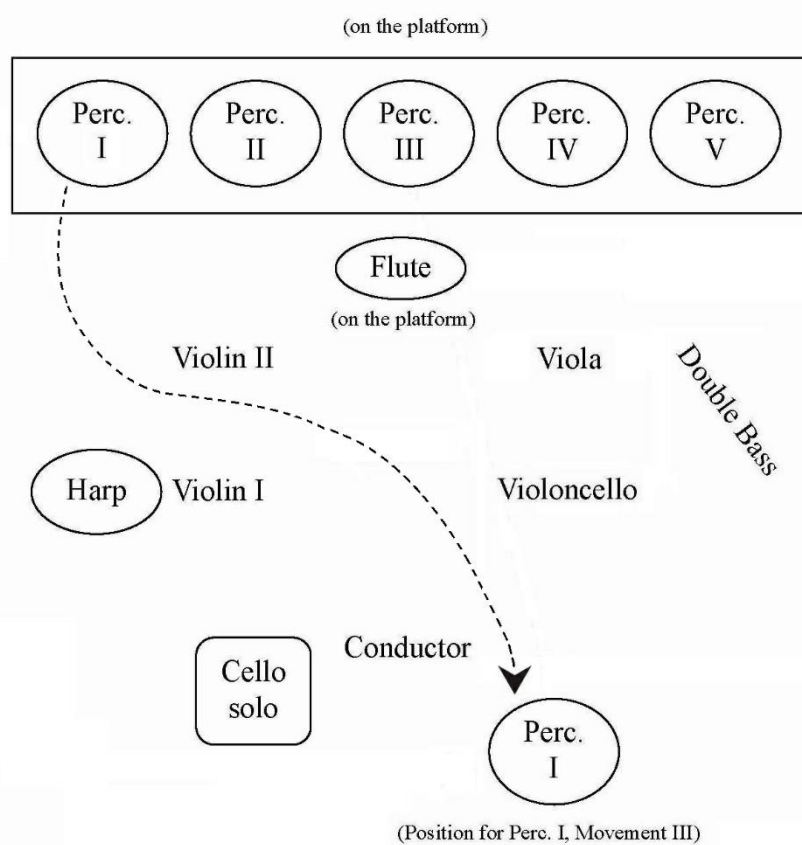 (on the platform)
Perc.
I
Perc.
II
Perc.
III
Perc.
IV
Perc.
V
Flute
(on the platform)
Violin II
Viola
Double Bass
Harp
Violin I
Violoncello
Conductor
Cello
solo
Perc.
I
(Position for Perc. I, Movement III)